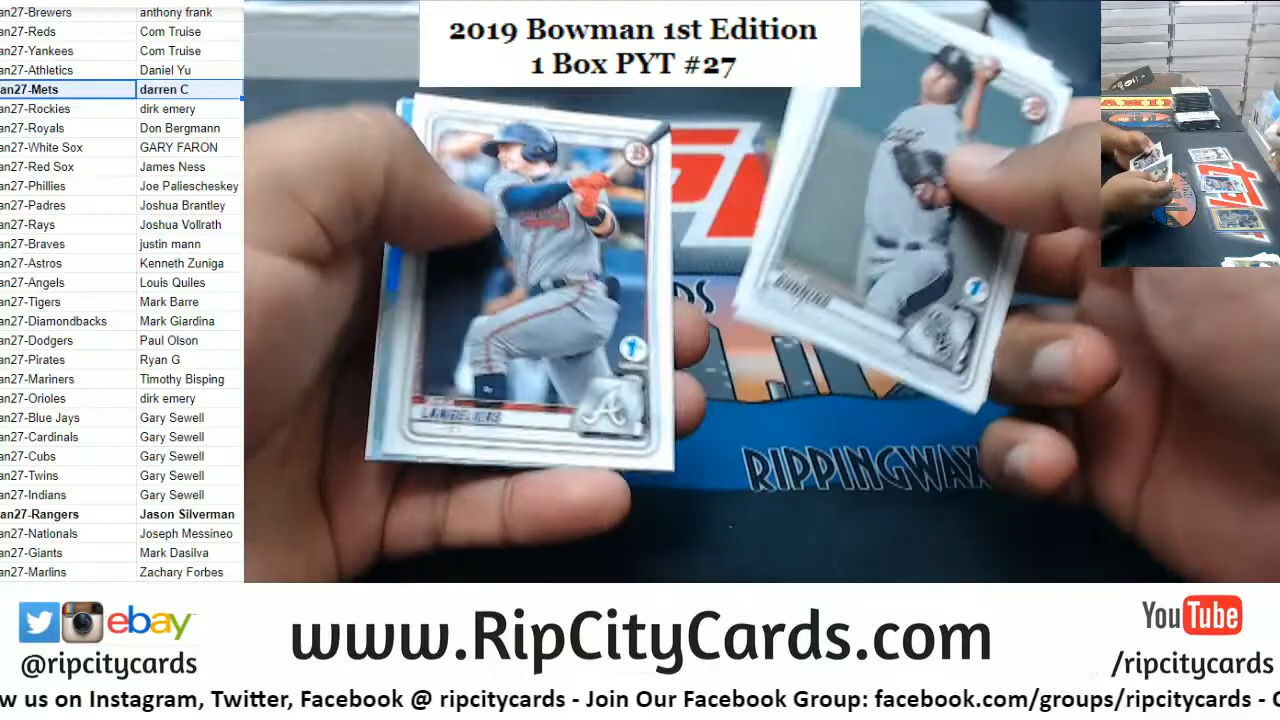 2019 Bowman 1st Edition
1 Box PYT #27
an27-Brewers anthony frank
an27-Reds Com Truise
an27-Yankees Com Truise
an27-Athletics Daniel Yu
an27-Mets darren C
an27-Rockies dirk emery
an27-Royals Don Bergmann
an27-White Sox GARY FARON
an27-Red Sox James Ness
an27-Phillies Joe Paliescheskey
an27-Padres Joshua Brantley
an27-Rays Joshua Vollrath
an27-Braves justin mann
an27-Astros Kenneth Zuniga
an27-Angels Louis Quiles
an27-Tigers Mark Barre
an27-Diamondbacks Mark Giardina
an27-Dodgers Paul Olson
an27-Pirates Ryan G
an27-Mariners Timothy Bisping
an27-Orioles dirk emery
an27-Blue Jays Gary Sewell
an27-Cardinals Gary Sewell
an27-Cubs Gary Sewell
an27-Twins Gary Sewell
an27-Indians Gary Sewell
an27-Rangers Jason Silverman
an27-Nationals Joseph Messineo
an27-Giants Mark Dasilva
an27-Marlins Zachary Forbes
RIPPINGWAX
ebay
@ripcitycards
www.RipCityCards.com
YouTube
/ripcitycards
w us on Instagram, Twitter, Facebook @ ripcitycards - Join Our Facebook Group: facebook.com/groups/ripcitycards -